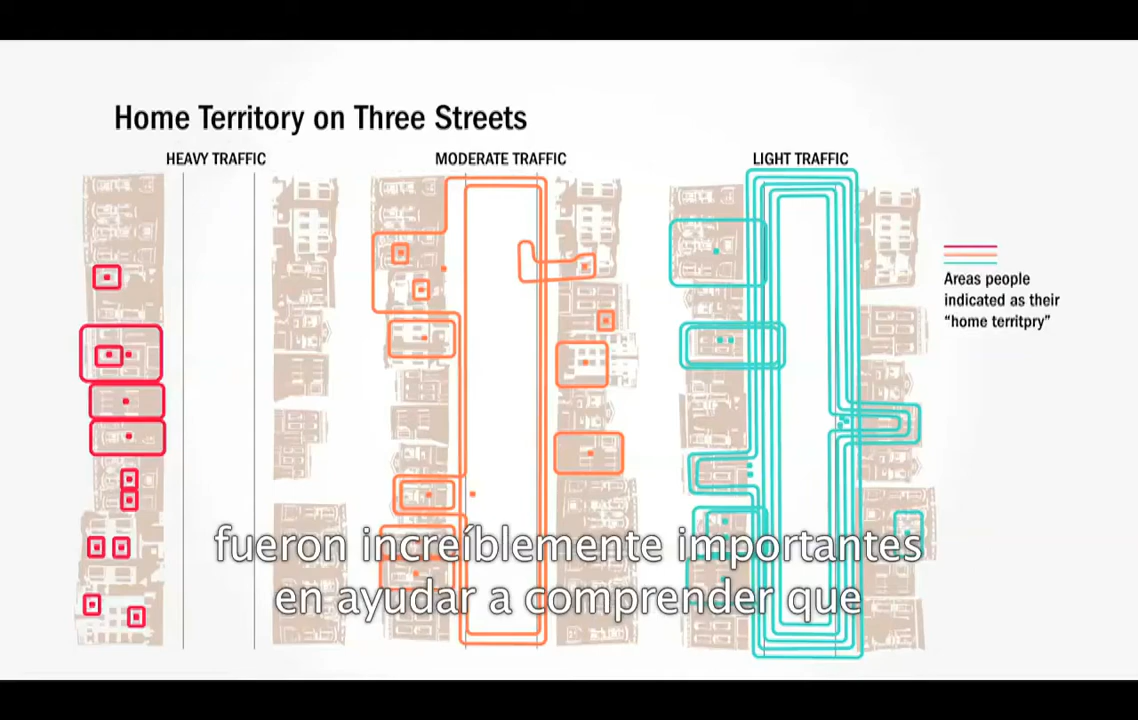 Home Territory on Three Streets
HEAVY TRAFFIC
MODERATE TRAFFIC
LIGHT TRAFFIC
Areas people
indicated as their
“home territpry”
fueron increíblemente importantes
en ayudar a comprender que